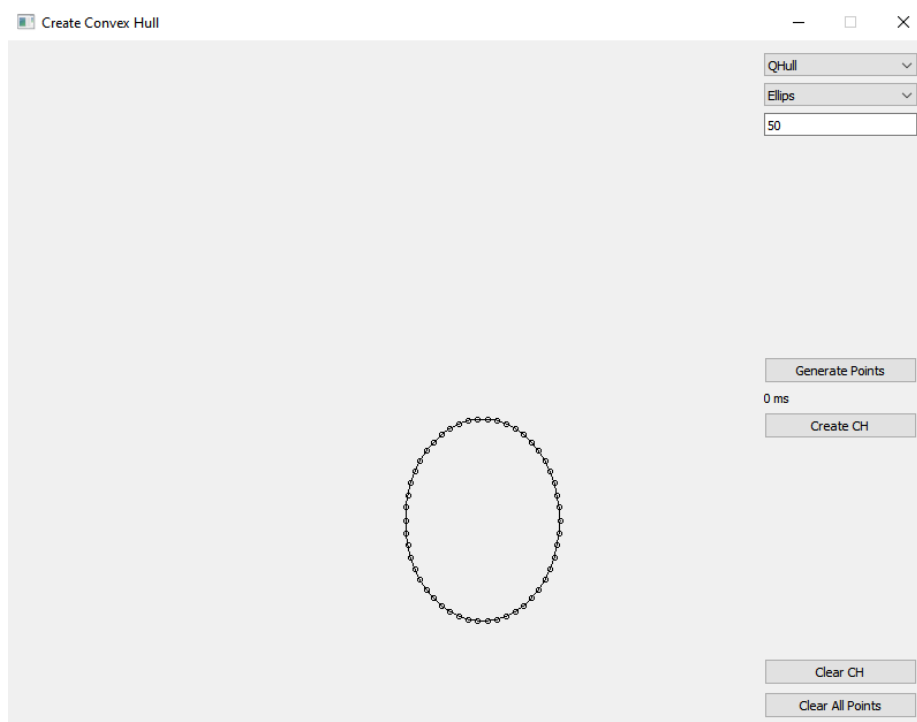 Create Convex Hull
QHull
Ellips
50
Generate Points
0 ms
Create CH
Clear CH
Clear All Points